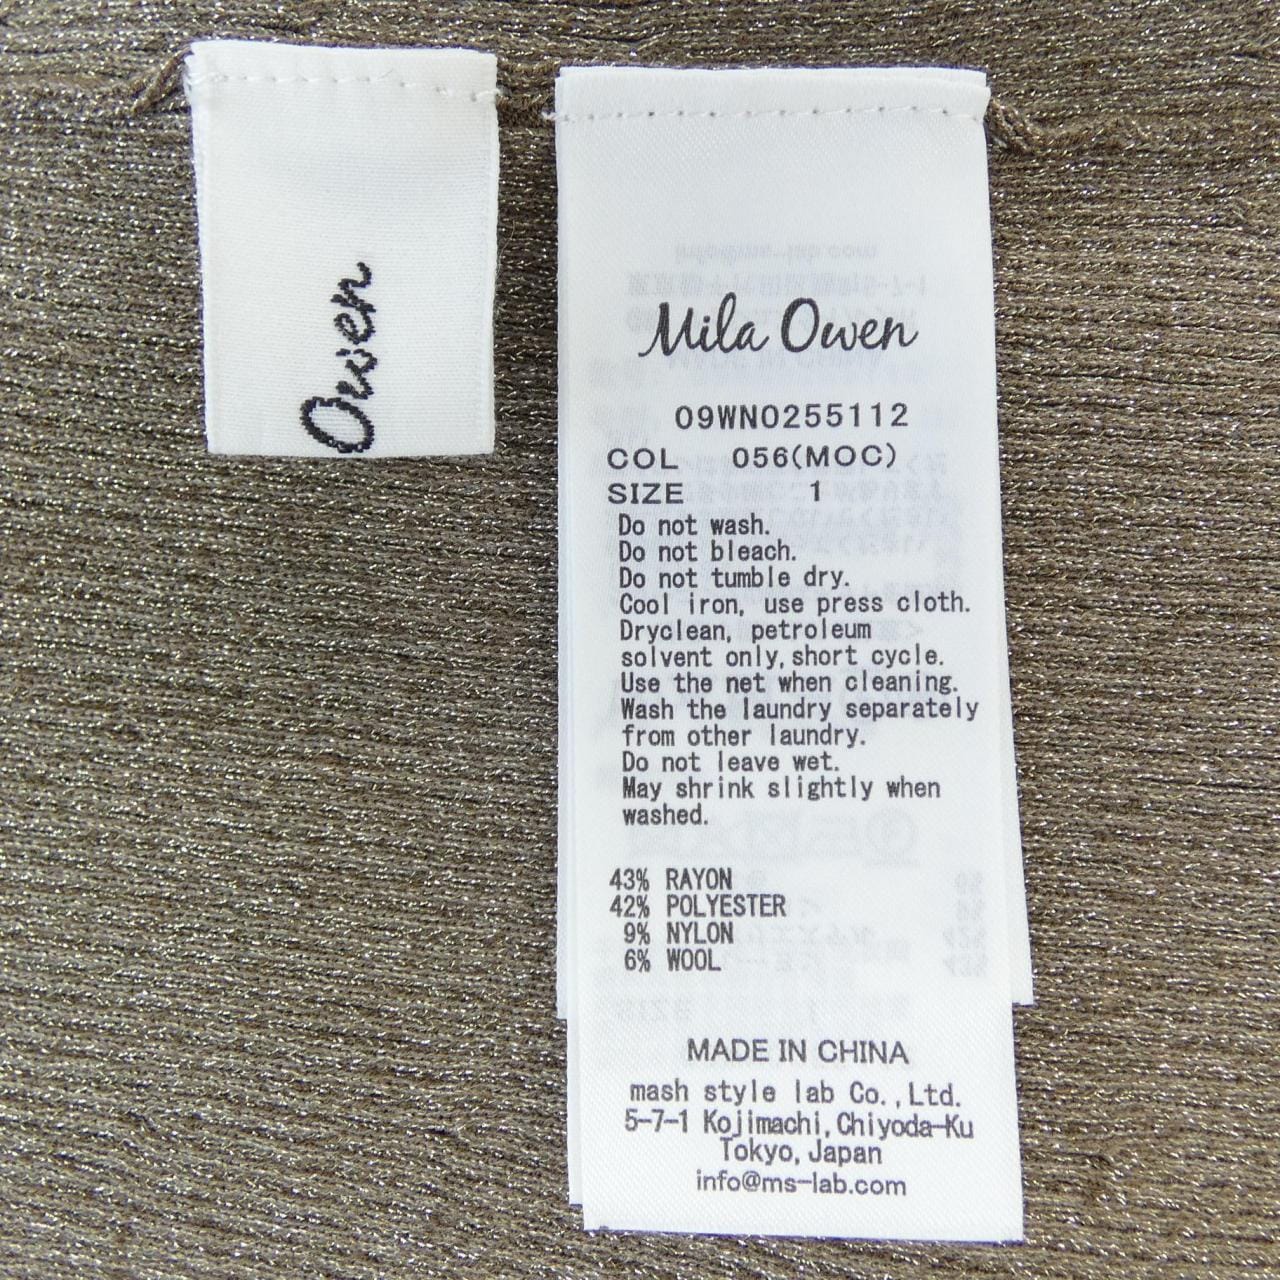 Owen
Mila Owen
09WN0255112
COL 056(MOC)
SIZE 1
Do not wash.
Do not bleach.
Do not tumble dry.
Cool iron, use press cloth.
Dryclean, petroleum
solvent only,short cycle.
Use the net when cleaning.
Wash the laundry separately
from other laundry.
Do not leave wet.
May shrink slightly when
washed.
43% RAYON
42% POLYESTER
9% NYLON
6% WOOL
MADE IN CHINA
mash style lab Co.,Ltd.
5-7-1 Kojimachi,Chiyoda-Ku
Tokyo,Japan
info@ms-lab.com